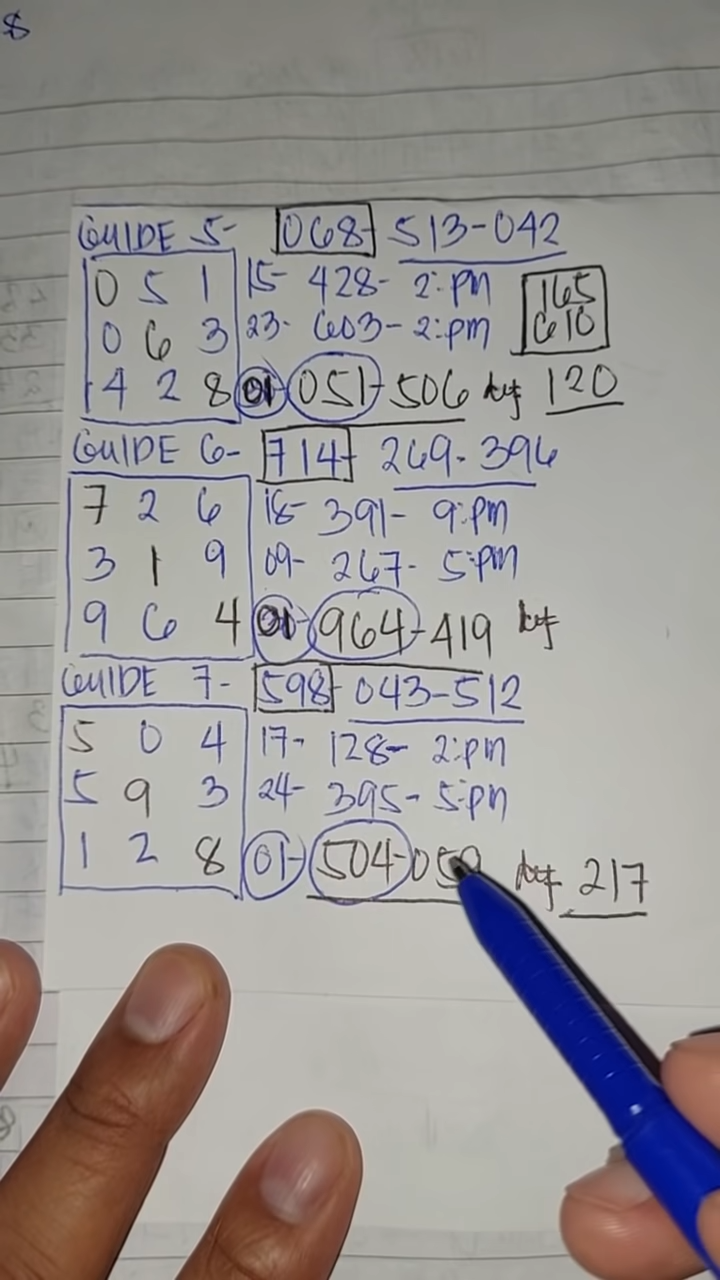 8
GUIDE 5- 068- 513-042
0 5 1 15- 428- 2:pm 165
0 6 3 23- 603- 2:pm 610
4 2 8 01- 051-506 120
GUIDE 6- 714- 269-396
7 2 6 18- 391- 9:pm
3 1 9 09- 267- 5:pm
9 6 4 01- 964-419
GUIDE 7- 598- 043-512
5 0 4 17- 128- 2:pm
5 9 3 24- 395- 5:pm
1 2 8 01- 504- 217